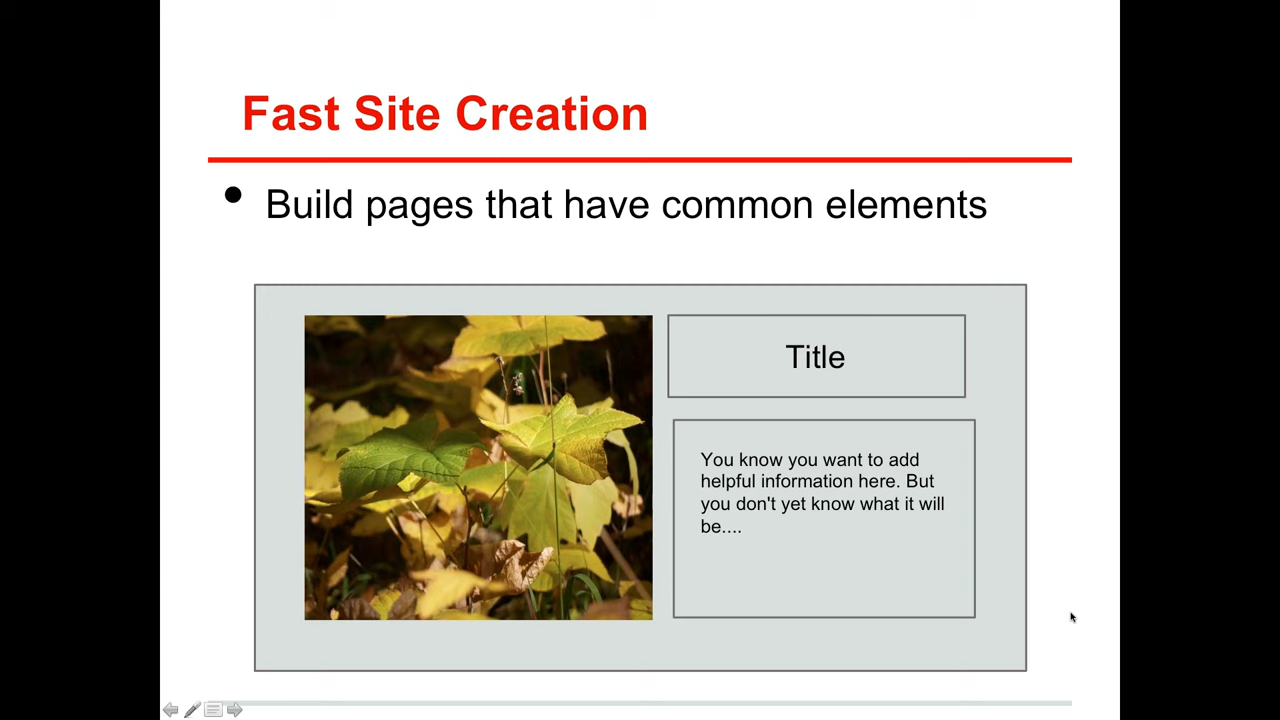 Fast Site Creation
• Build pages that have common elements
Title
You know you want to add
helpful information here. But
you don't yet know what it will
be....